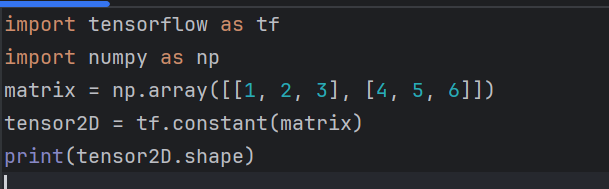 import tensorflow as tf
import numpy as np
matrix = np.array([[1, 2, 3], [4, 5, 6]])
tensor2D = tf.constant(matrix)
print(tensor2D.shape)